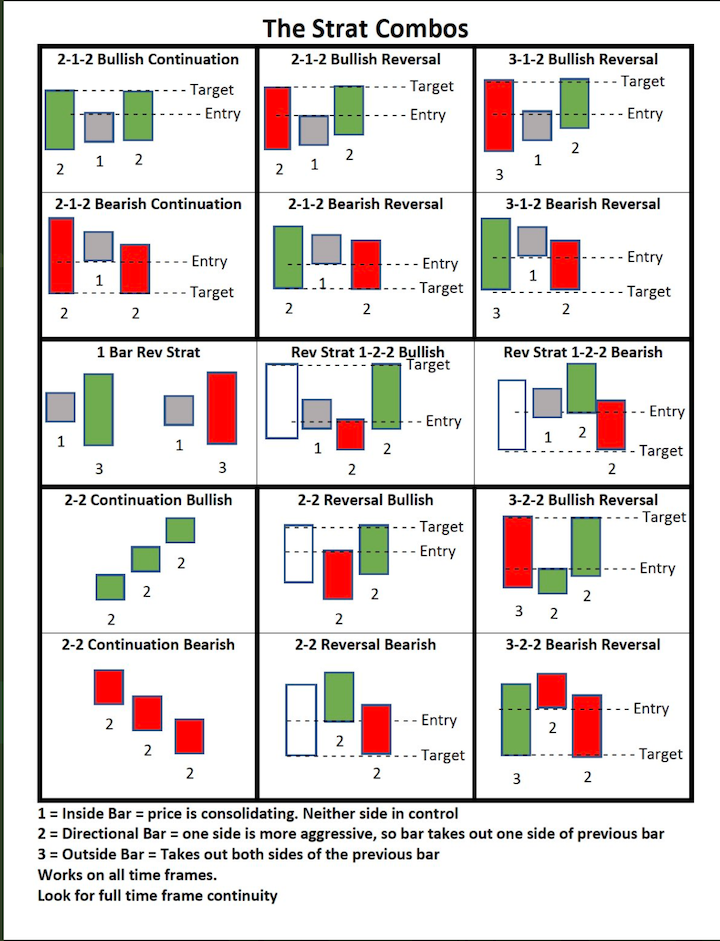 The Strat Combos
2-1-2 Bullish Continuation
Target
Entry
2
1
2
2-1-2 Bullish Reversal
Target
Entry
2
1
2
3-1-2 Bullish Reversal
Target
Entry
3
1
2
2-1-2 Bearish Continuation
Entry
1
Target
2
2
2-1-2 Bearish Reversal
Entry
1
Target
2
2
3-1-2 Bearish Reversal
Entry
1
Target
3
2
1 Bar Rev Strat
1
3
1
3
Rev Strat 1-2-2 Bullish
Target
Entry
1
2
2
Rev Strat 1-2-2 Bearish
Entry
1
2
Target
2
2-2 Continuation Bullish
2
2
2
2-2 Reversal Bullish
Target
Entry
2
2
3-2-2 Bullish Reversal
Target
Entry
3
2
2
2-2 Continuation Bearish
2
2
2
2-2 Reversal Bearish
Entry
2
Target
2
3-2-2 Bearish Reversal
Entry
2
Target
3
2
1 = Inside Bar = price is consolidating. Neither side in control
2 = Directional Bar = one side is more aggressive, so bar takes out one side of previous bar
3 = Outside Bar = Takes out both sides of the previous bar
Works on all time frames.
Look for full time frame continuity